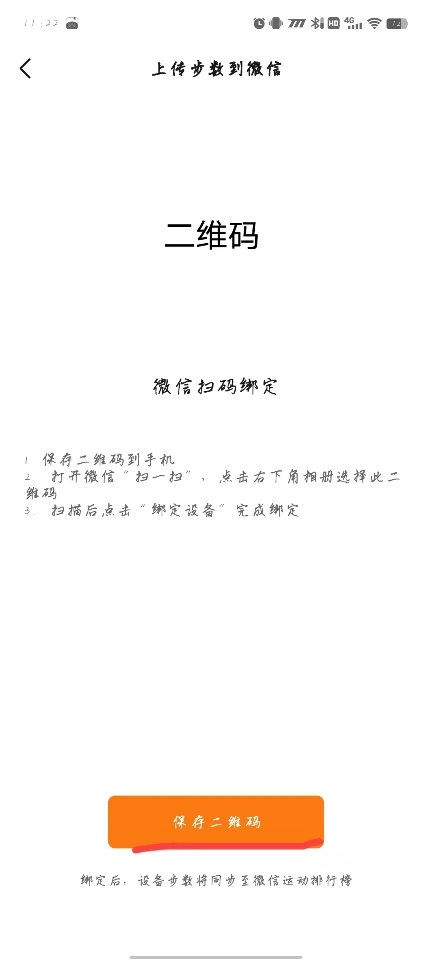 11:22
HD
4G
72
上传步数到微信
二维码
微信扫码绑定
1. 保存二维码到手机
2. 打开微信“扫一扫”，点击右下角相册选择此二
维码
3. 扫描后点击“绑定设备”完成绑定
保存二维码
绑定后，设备步数将同步至微信运动排行榜